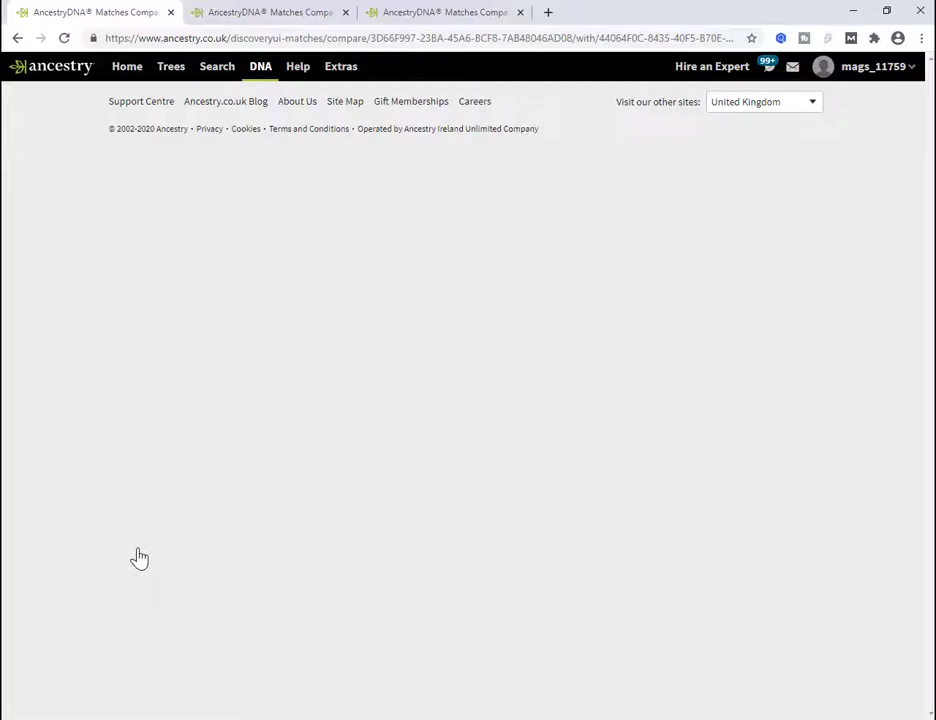 AncestryDNA® Matches Compa
AncestryDNA® Matches Compa
AncestryDNA® Matches Compa
https://www.ancestry.co.uk/discoveryui-matches/compare/3D66F997-23BA-45A6-BCF8-7AB48046AD08/with/44064F0C-8435-40F5-B70E-...
ancestry Home Trees Search DNA Help Extras Hire an Expert 99+ mags_11759
Support Centre Ancestry.co.uk Blog About Us Site Map Gift Memberships Careers Visit our other sites: United Kingdom
© 2002-2020 Ancestry • Privacy • Cookies • Terms and Conditions • Operated by Ancestry Ireland Unlimited Company